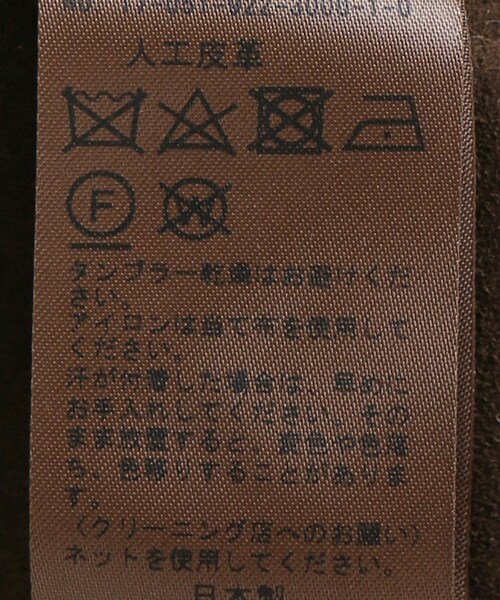 人工皮革
F
W
タンブラー乾燥はお避けくだ
さい。
アイロンは当て布を使用して
ください。
汗が付着した場合は、早めに
お手入れしてください。その
まま放置すると、変色や色落
ち、色移りすることがありま
す。
(クリーニング店へのお願い)
ネットを使用してください。
日本製